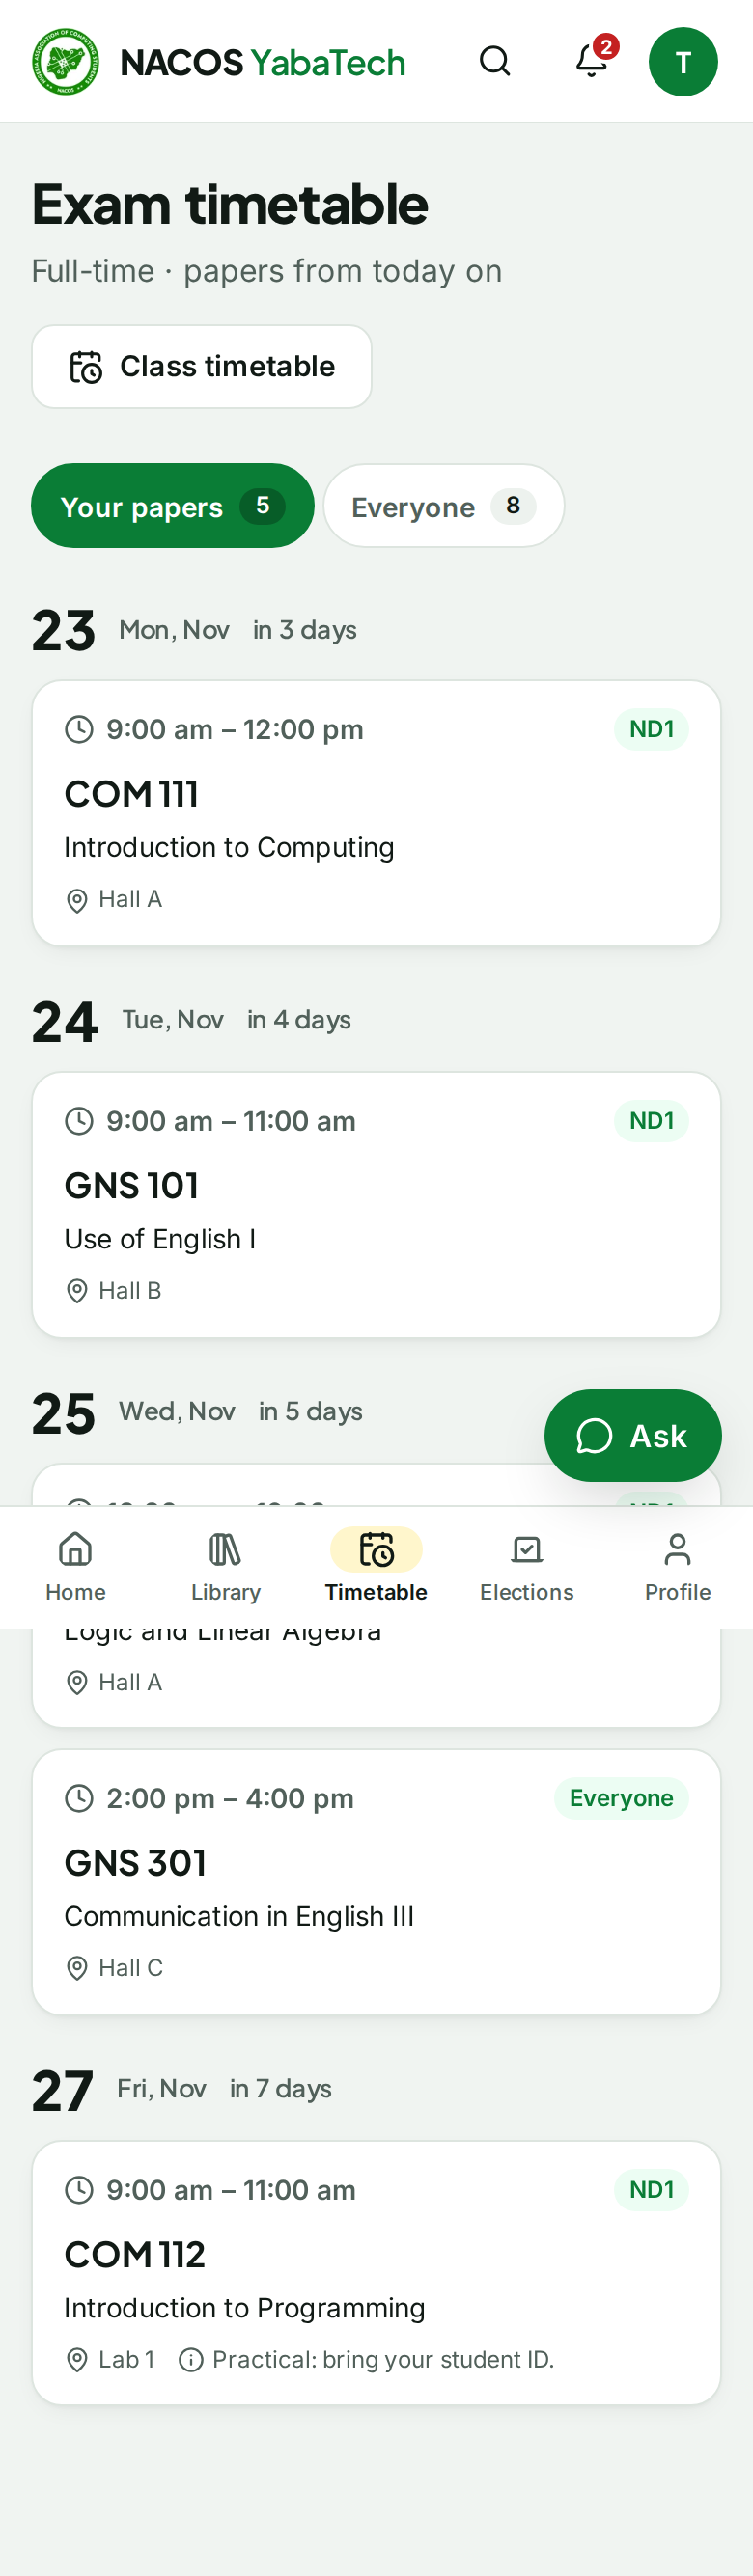 NACOS YabaTech
2
T
Exam timetable
Full-time · papers from today on
Class timetable
Your papers 5
Everyone 8
23 Mon, Nov in 3 days
9:00 am – 12:00 pm ND1
COM 111
Introduction to Computing
Hall A
24 Tue, Nov in 4 days
9:00 am – 11:00 am ND1
GNS 101
Use of English I
Hall B
25 Wed, Nov in 5 days
Ask
Home Library Timetable Elections Profile
Logic and Linear Algebra
Hall A
2:00 pm – 4:00 pm Everyone
GNS 301
Communication in English III
Hall C
27 Fri, Nov in 7 days
9:00 am – 11:00 am ND1
COM 112
Introduction to Programming
Lab 1 Practical: bring your student ID.